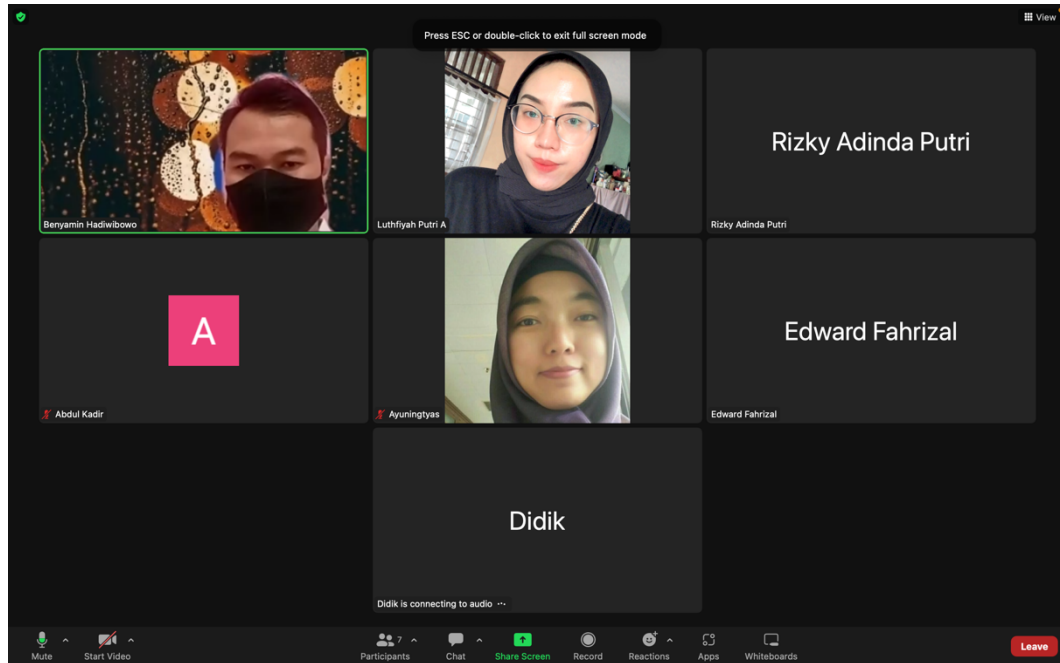 View
Press ESC or double-click to exit full screen mode
Benyamin Hadiwibowo
Luthfiyah Putri A
Rizky Adinda Putri
Rizky Adinda Putri
A
Abdul Kadir
Ayuningtyas
Edward Fahrizal
Edward Fahrizal
Didik
Didik is connecting to audio ...
Mute
Start Video
7
Participants
Chat
Share Screen
Record
Reactions
Apps
Whiteboards
Leave